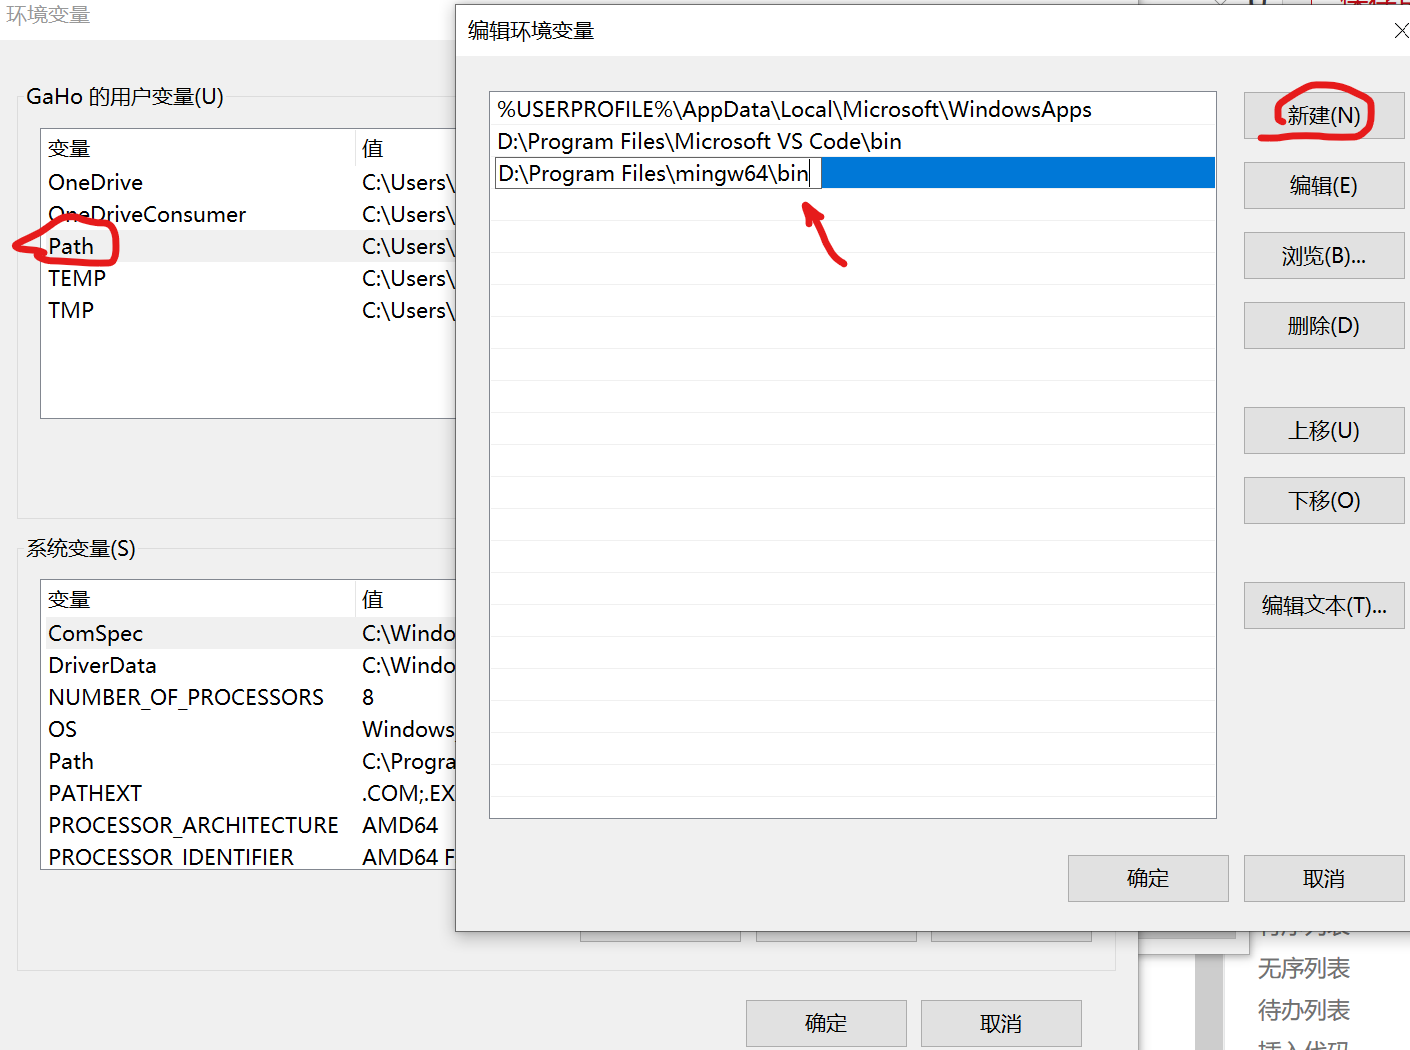 环境变量
GaHo 的用户变量(U)
变量 值
OneDrive C:\Users\
OneDriveConsumer C:\Users\
Path C:\Users\
TEMP C:\Users\
TMP C:\Users\
系统变量(S)
变量 值
ComSpec C:\Windo
DriverData C:\Windo
NUMBER_OF_PROCESSORS 8
OS Windows_
Path C:\Progra
PATHEXT .COM;.EX
PROCESSOR_ARCHITECTURE AMD64
PROCESSOR_IDENTIFIER AMD64 F
确定 取消
编辑环境变量
%USERPROFILE%\AppData\Local\Microsoft\WindowsApps
D:\Program Files\Microsoft VS Code\bin
D:\Program Files\mingw64\bin
新建(N)
编辑(E)
浏览(B)...
删除(D)
上移(U)
下移(O)
编辑文本(T)...
确定 取消
无序列表
待办列表
插入代码